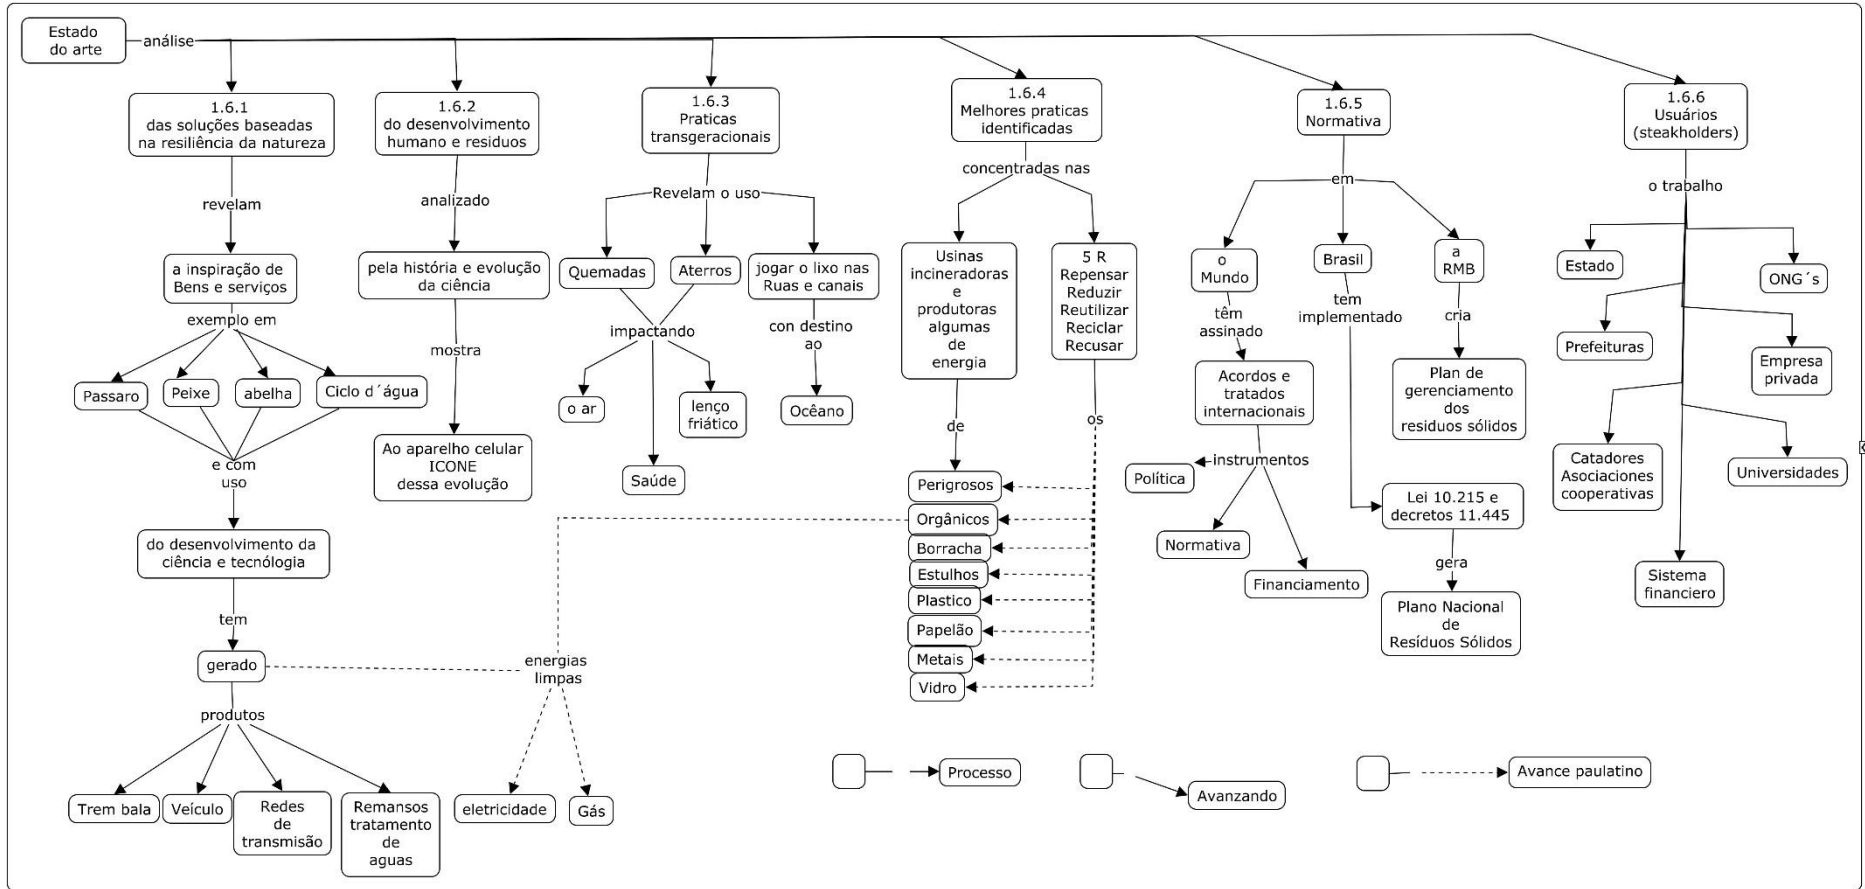 Estado
do arte
análise
1.6.1
das soluções baseadas
na resiliência da natureza
revelam
a inspiração de
Bens e serviços
exemplo em
Passaro
Peixe
abelha
Ciclo d´água
e com
uso
do desenvolvimento da
ciência e tecnólogia
tem
gerado
produtos
Trem bala
Veículo
Redes
de
transmisão
Remansos
tratamento
de
aguas
energias
limpas
eletricidade
Gás
1.6.2
do desenvolvimento
humano e residuos
analizado
pela história e evolução
da ciência
mostra
Ao aparelho celular
ICONE
dessa evolução
1.6.3
Praticas
transgeracionais
Revelam o uso
Quemadas
Aterros
jogar o lixo nas
Ruas e canais
impactando
o ar
Saúde
lenço
friático
con destino
ao
Ocêano
1.6.4
Melhores praticas
identificadas
concentradas nas
Usinas
incineradoras
e
produtoras
algumas
de
energia
de
5 R
Repensar
Reduzir
Reutilizar
Reciclar
Recusar
os
Perigrosos
Orgânicos
Borracha
Estulhos
Plastico
Papelão
Metais
Vidro
1.6.5
Normativa
em
o
Mundo
têm
assinado
Acordos e
tratados
internacionais
instrumentos
Política
Normativa
Financiamento
Brasil
tem
implementado
Lei 10.215 e
decretos 11.445
gera
Plano Nacional
de
Resíduos Sólidos
a
RMB
cria
Plan de
gerenciamento
dos
residuos sólidos
1.6.6
Usuários
(steakholders)
o trabalho
Estado
ONG´s
Prefeituras
Empresa
privada
Catadores
Asociaciones
cooperativas
Universidades
Sistema
financiero
Processo
Avanzando
Avance paulatino